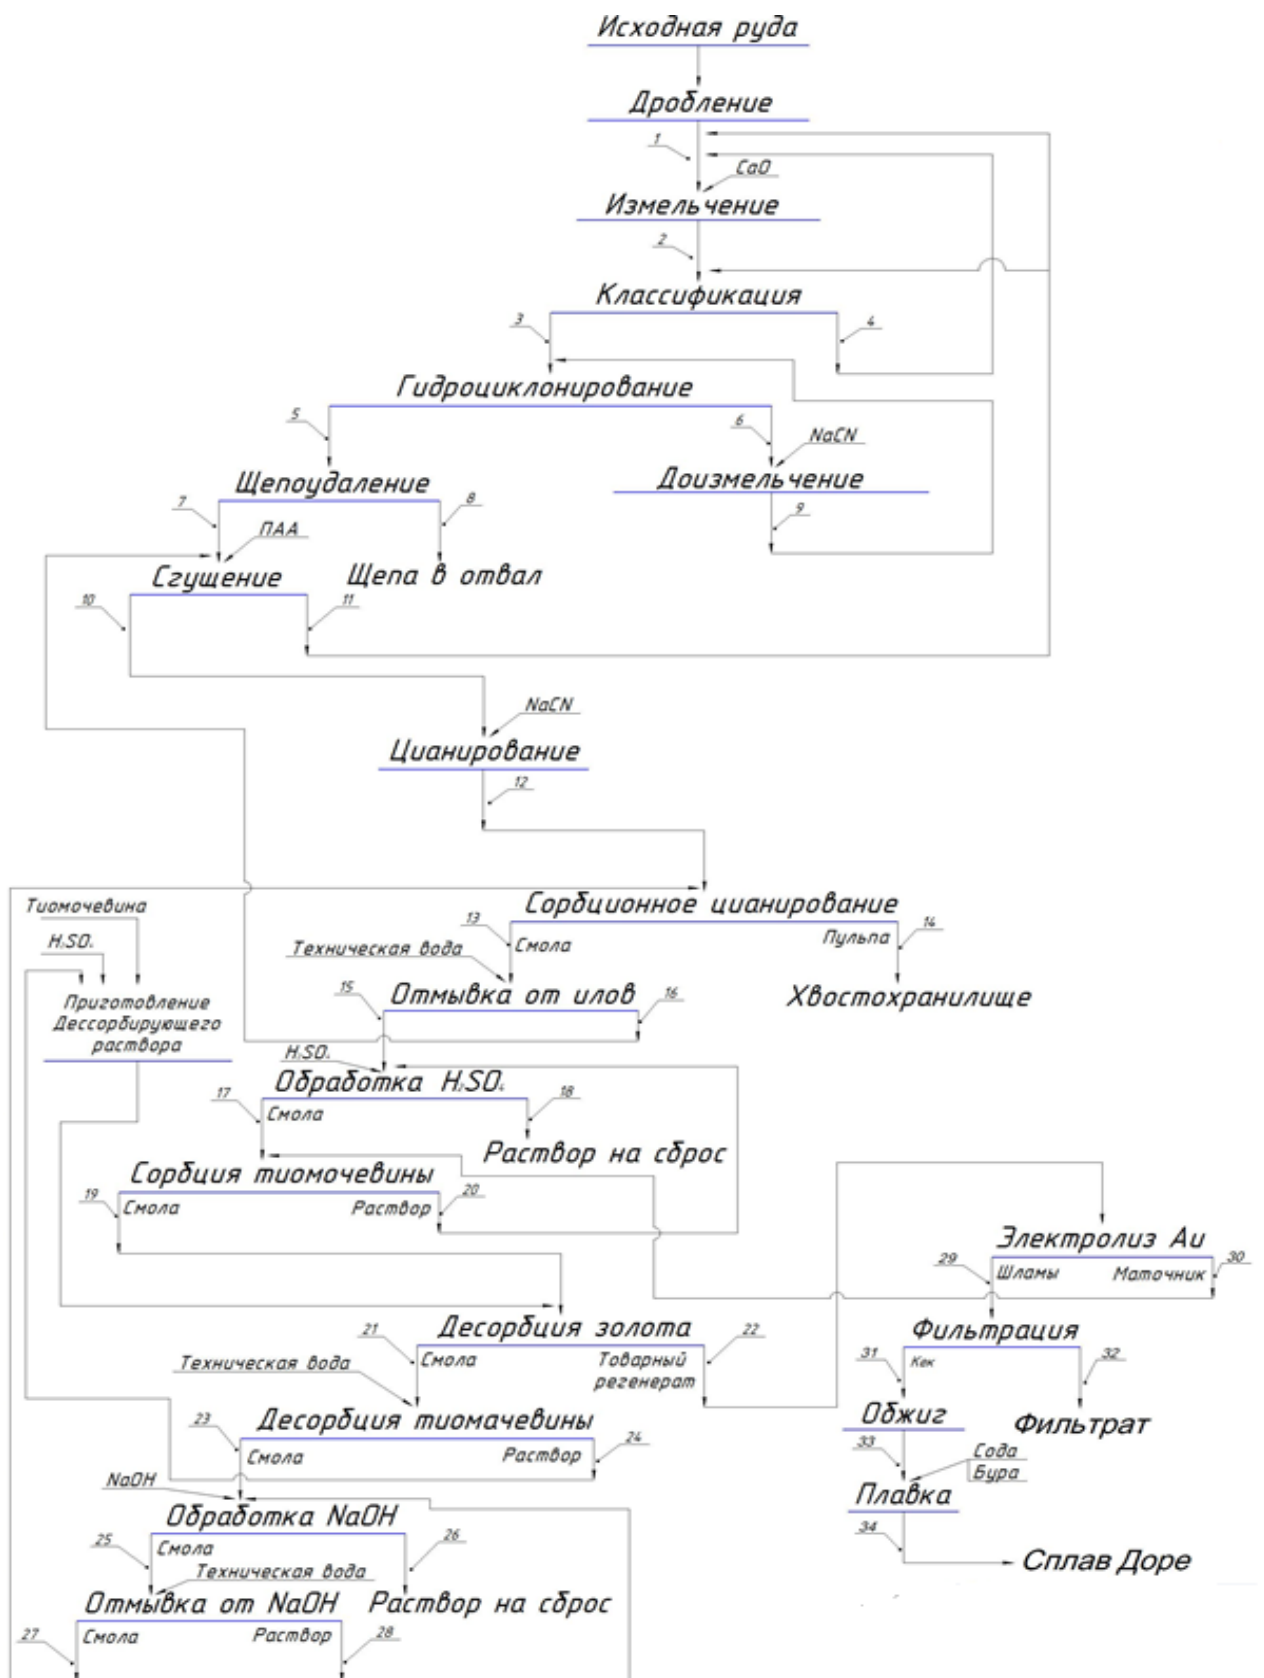 Исходная руда
Дробление
1
CaO
Измельчение
2
Классификация
3
4
Гидроциклонирование
5
6
NaCN
Щепоудаление
Доизмельчение
7
8
9
ПАА
Сгущение
Щепа в отвал
10
11
NaCN
Цианирование
12
Тиомочевина
Сорбционное цианирование
13
14
H₂SO₄
Техническая вода
Смола
Пульпа
Приготовление
Дессорбирующего
раствора
15
Отмывка от илов
16
Хвостохранилище
H₂SO₄
Обработка H₂SO₄
17
Смола
18
Раствор на сброс
Сорбция тиомочевины
19
Смола
Раствор
20
Электролиз Au
29
Шламы
Маточник
30
Десорбция золота
21
22
Фильтрация
Техническая вода
Смола
Товарный
регенерат
31
Кек
32
Десорбция тиомачевины
Обжиг
Фильтрат
23
Смола
Раствор
24
33
Сода
Бура
NaOH
Плавка
Обработка NaOH
25
Смола
26
34
Сплав Доре
Техническая вода
Отмывка от NaOH
Раствор на сброс
27
Смола
Раствор
28